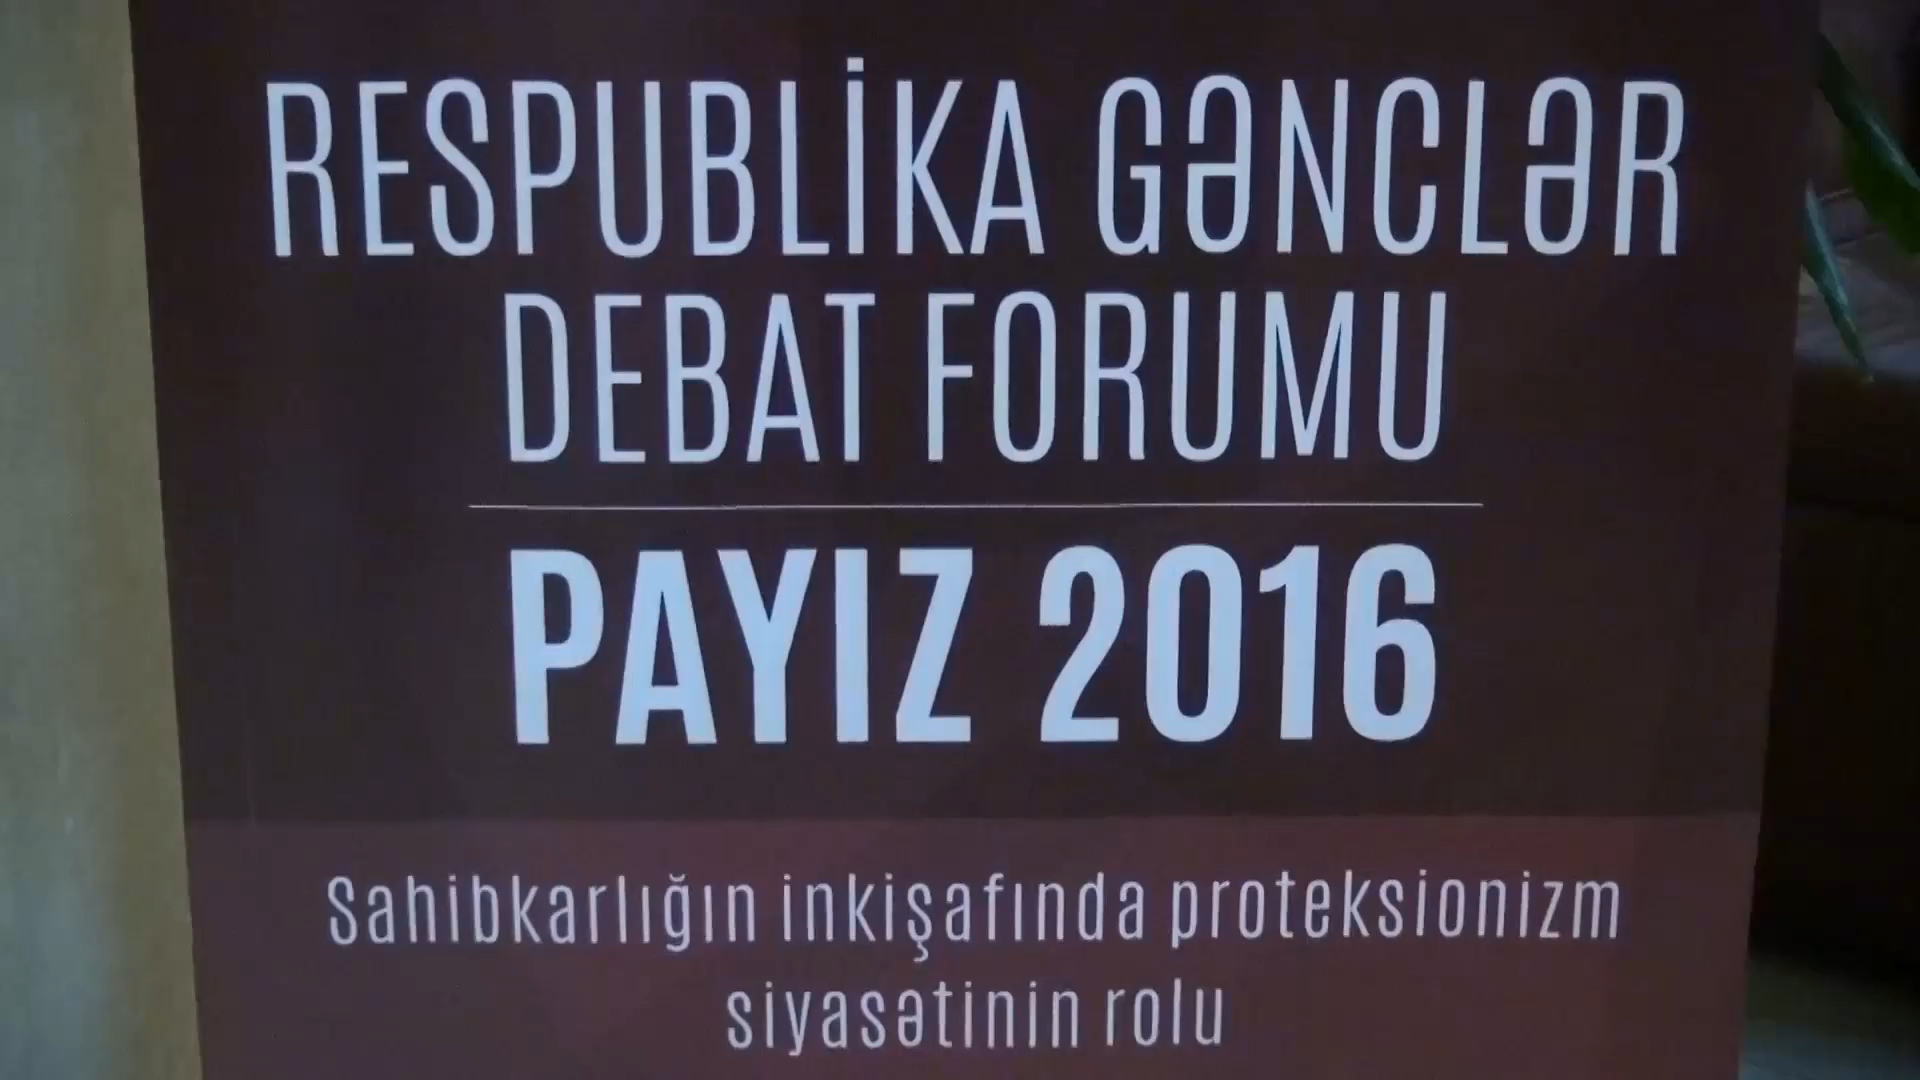 RESPUBLİKA GƏNCLƏR
DEBAT FORUMU
PAYIZ 2016
Sahibkarlığın inkişafında proteksionizm
siyasətinin rolu